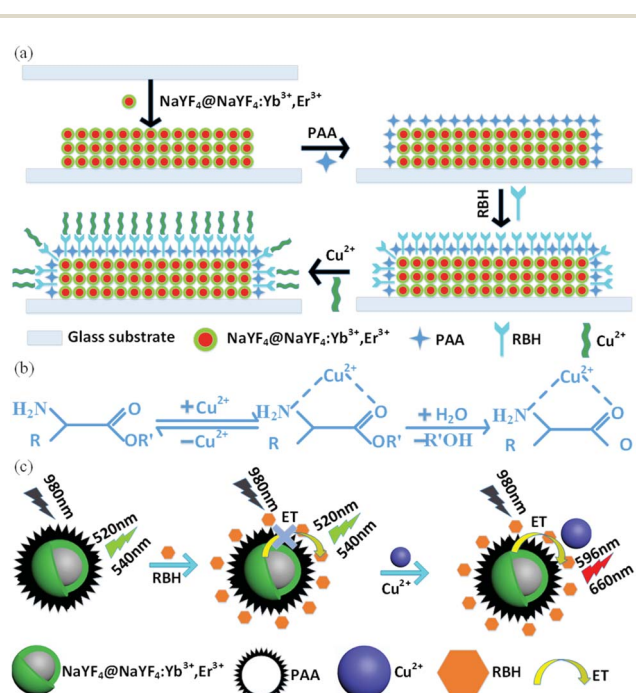 (a)
NaYF₄@NaYF₄:Yb³⁺,Er³⁺
PAA
RBH
Cu²⁺
Glass substrate NaYF₄@NaYF₄:Yb³⁺,Er³⁺ PAA RBH Cu²⁺
(b)
H₂N O R OR'
+Cu²⁺
−Cu²⁺
Cu²⁺
H₂N O R OR'
+H₂O
−R'OH
Cu²⁺
H₂N O R O
(c)
980nm
520nm
540nm
RBH
980nm
ET
520nm
540nm
Cu²⁺
980nm
ET
596nm
660nm
NaYF₄@NaYF₄:Yb³⁺,Er³⁺ PAA Cu²⁺ RBH ET